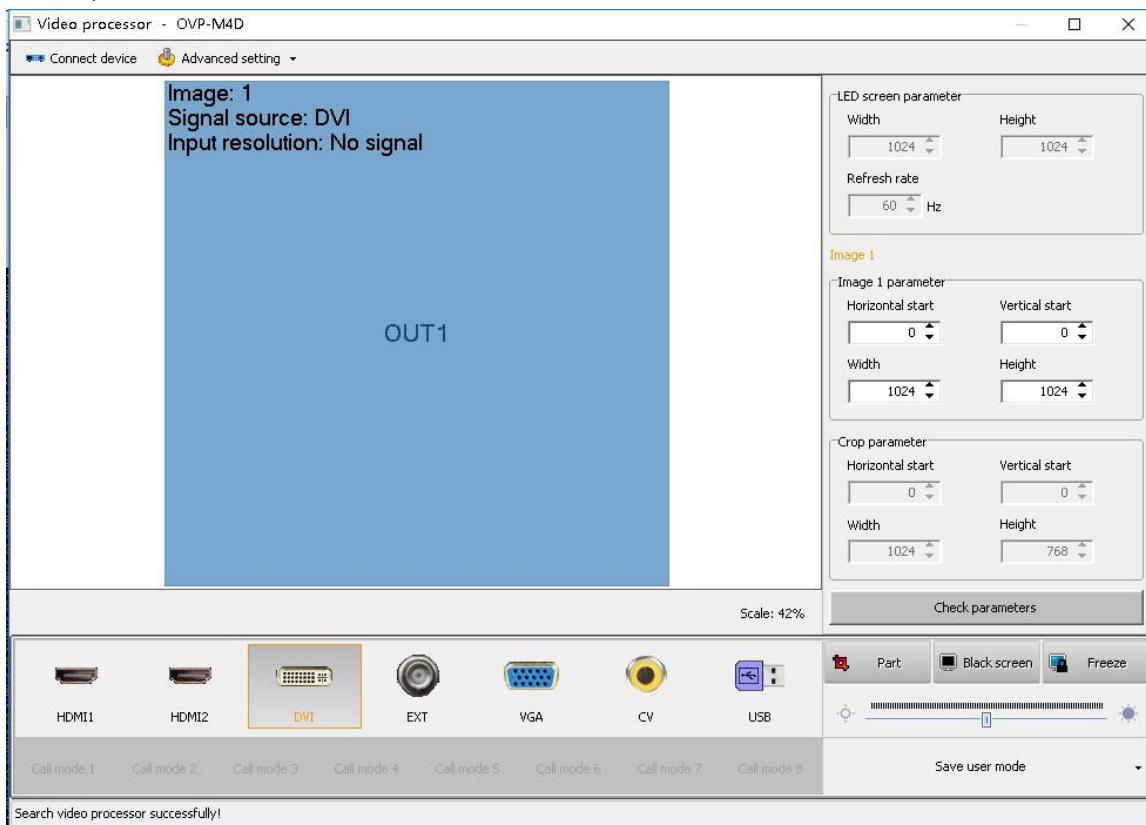 Video processor - OVP-M4D
Connect device Advanced setting
Image: 1
Signal source: DVI
Input resolution: No signal
OUT1
Scale: 42%
LED screen parameter
Width Height
1024 1024
Refresh rate
60 Hz
Image 1
Image 1 parameter
Horizontal start Vertical start
0 0
Width Height
1024 1024
Crop parameter
Horizontal start Vertical start
0 0
Width Height
1024 768
Check parameters
HDMI1 HDMI2 DVI EXT VGA CV USB
Part Black screen Freeze
Call mode 1 Call mode 2 Call mode 3 Call mode 4 Call mode 5 Call mode 6 Call mode 7 Call mode 8
Save user mode
Search video processor successfully!